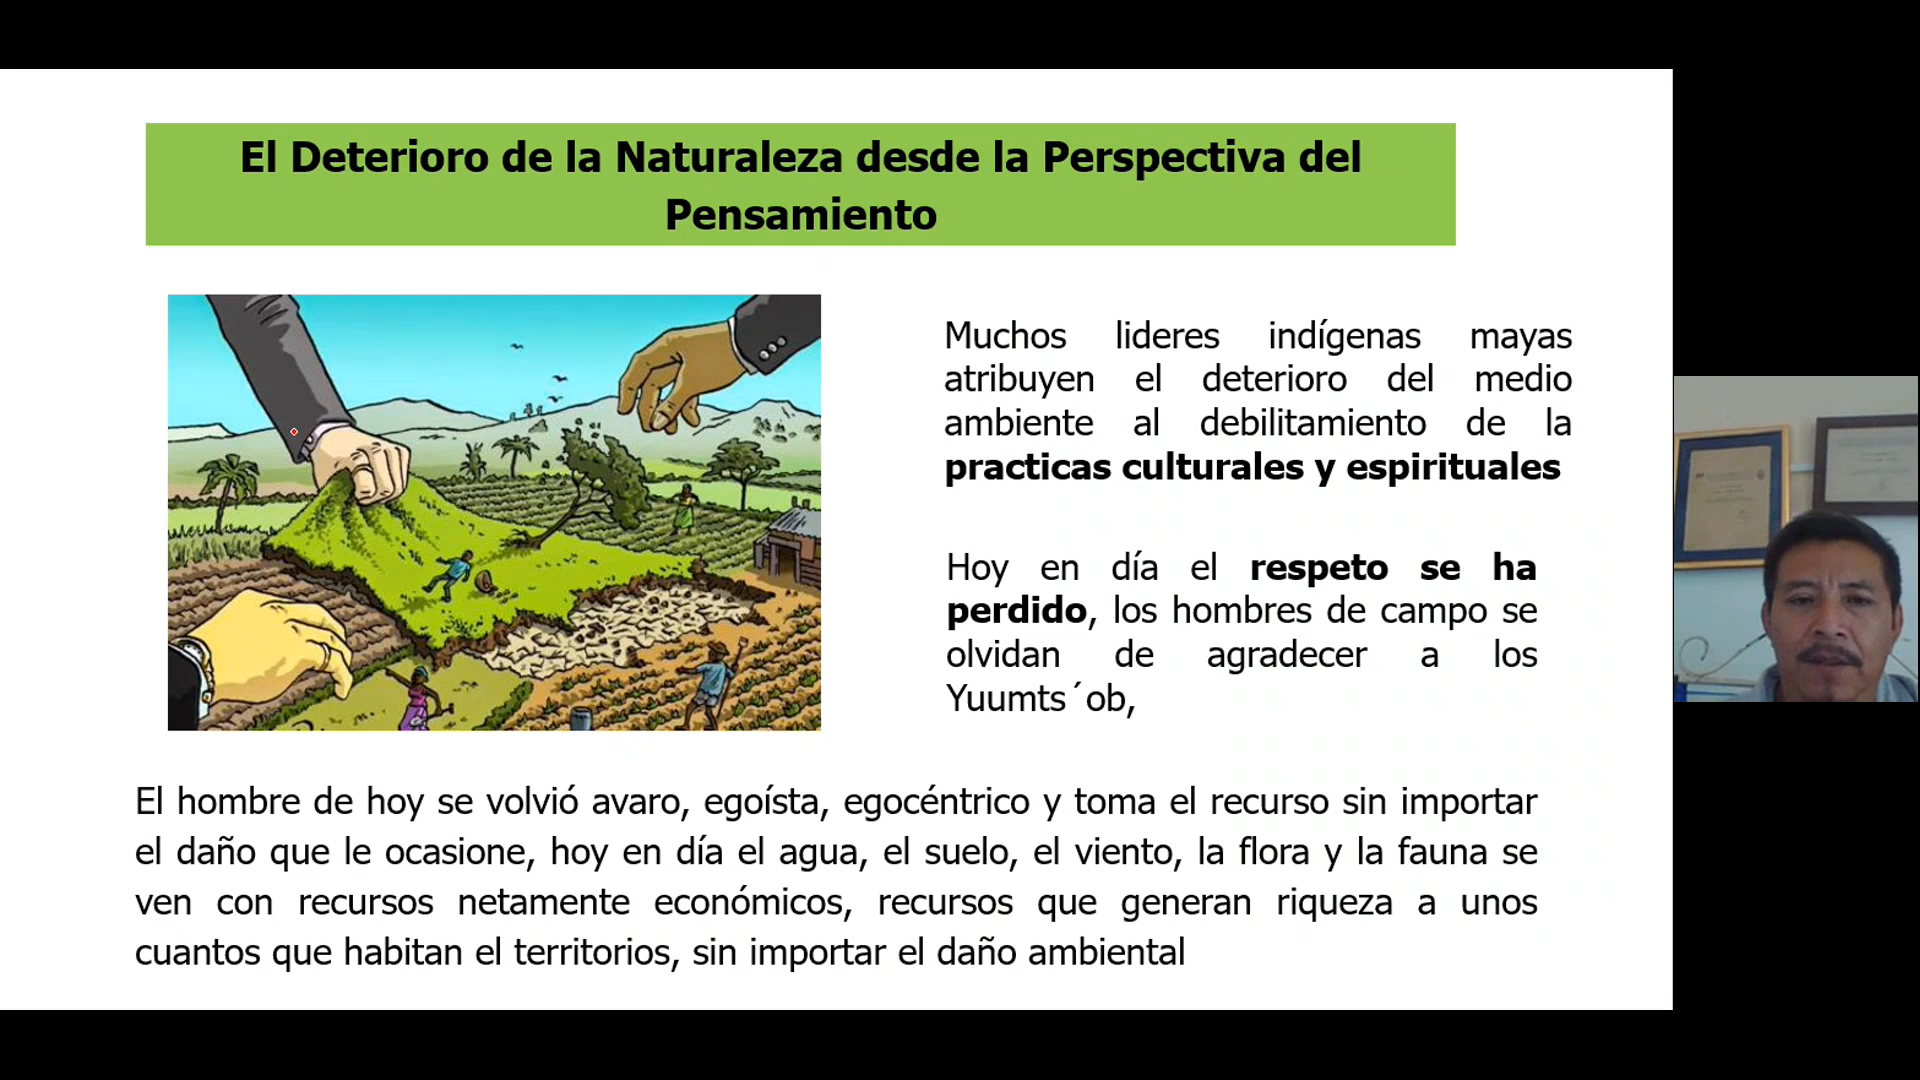 El Deterioro de la Naturaleza desde la Perspectiva del
Pensamiento
Muchos lideres indígenas mayas
atribuyen el deterioro del medio
ambiente al debilitamiento de la
practicas culturales y espirituales
Hoy en día el respeto se ha
perdido, los hombres de campo se
olvidan de agradecer a los
Yuumts´ob,
El hombre de hoy se volvió avaro, egoísta, egocéntrico y toma el recurso sin importar
el daño que le ocasione, hoy en día el agua, el suelo, el viento, la flora y la fauna se
ven con recursos netamente económicos, recursos que generan riqueza a unos
cuantos que habitan el territorios, sin importar el daño ambiental